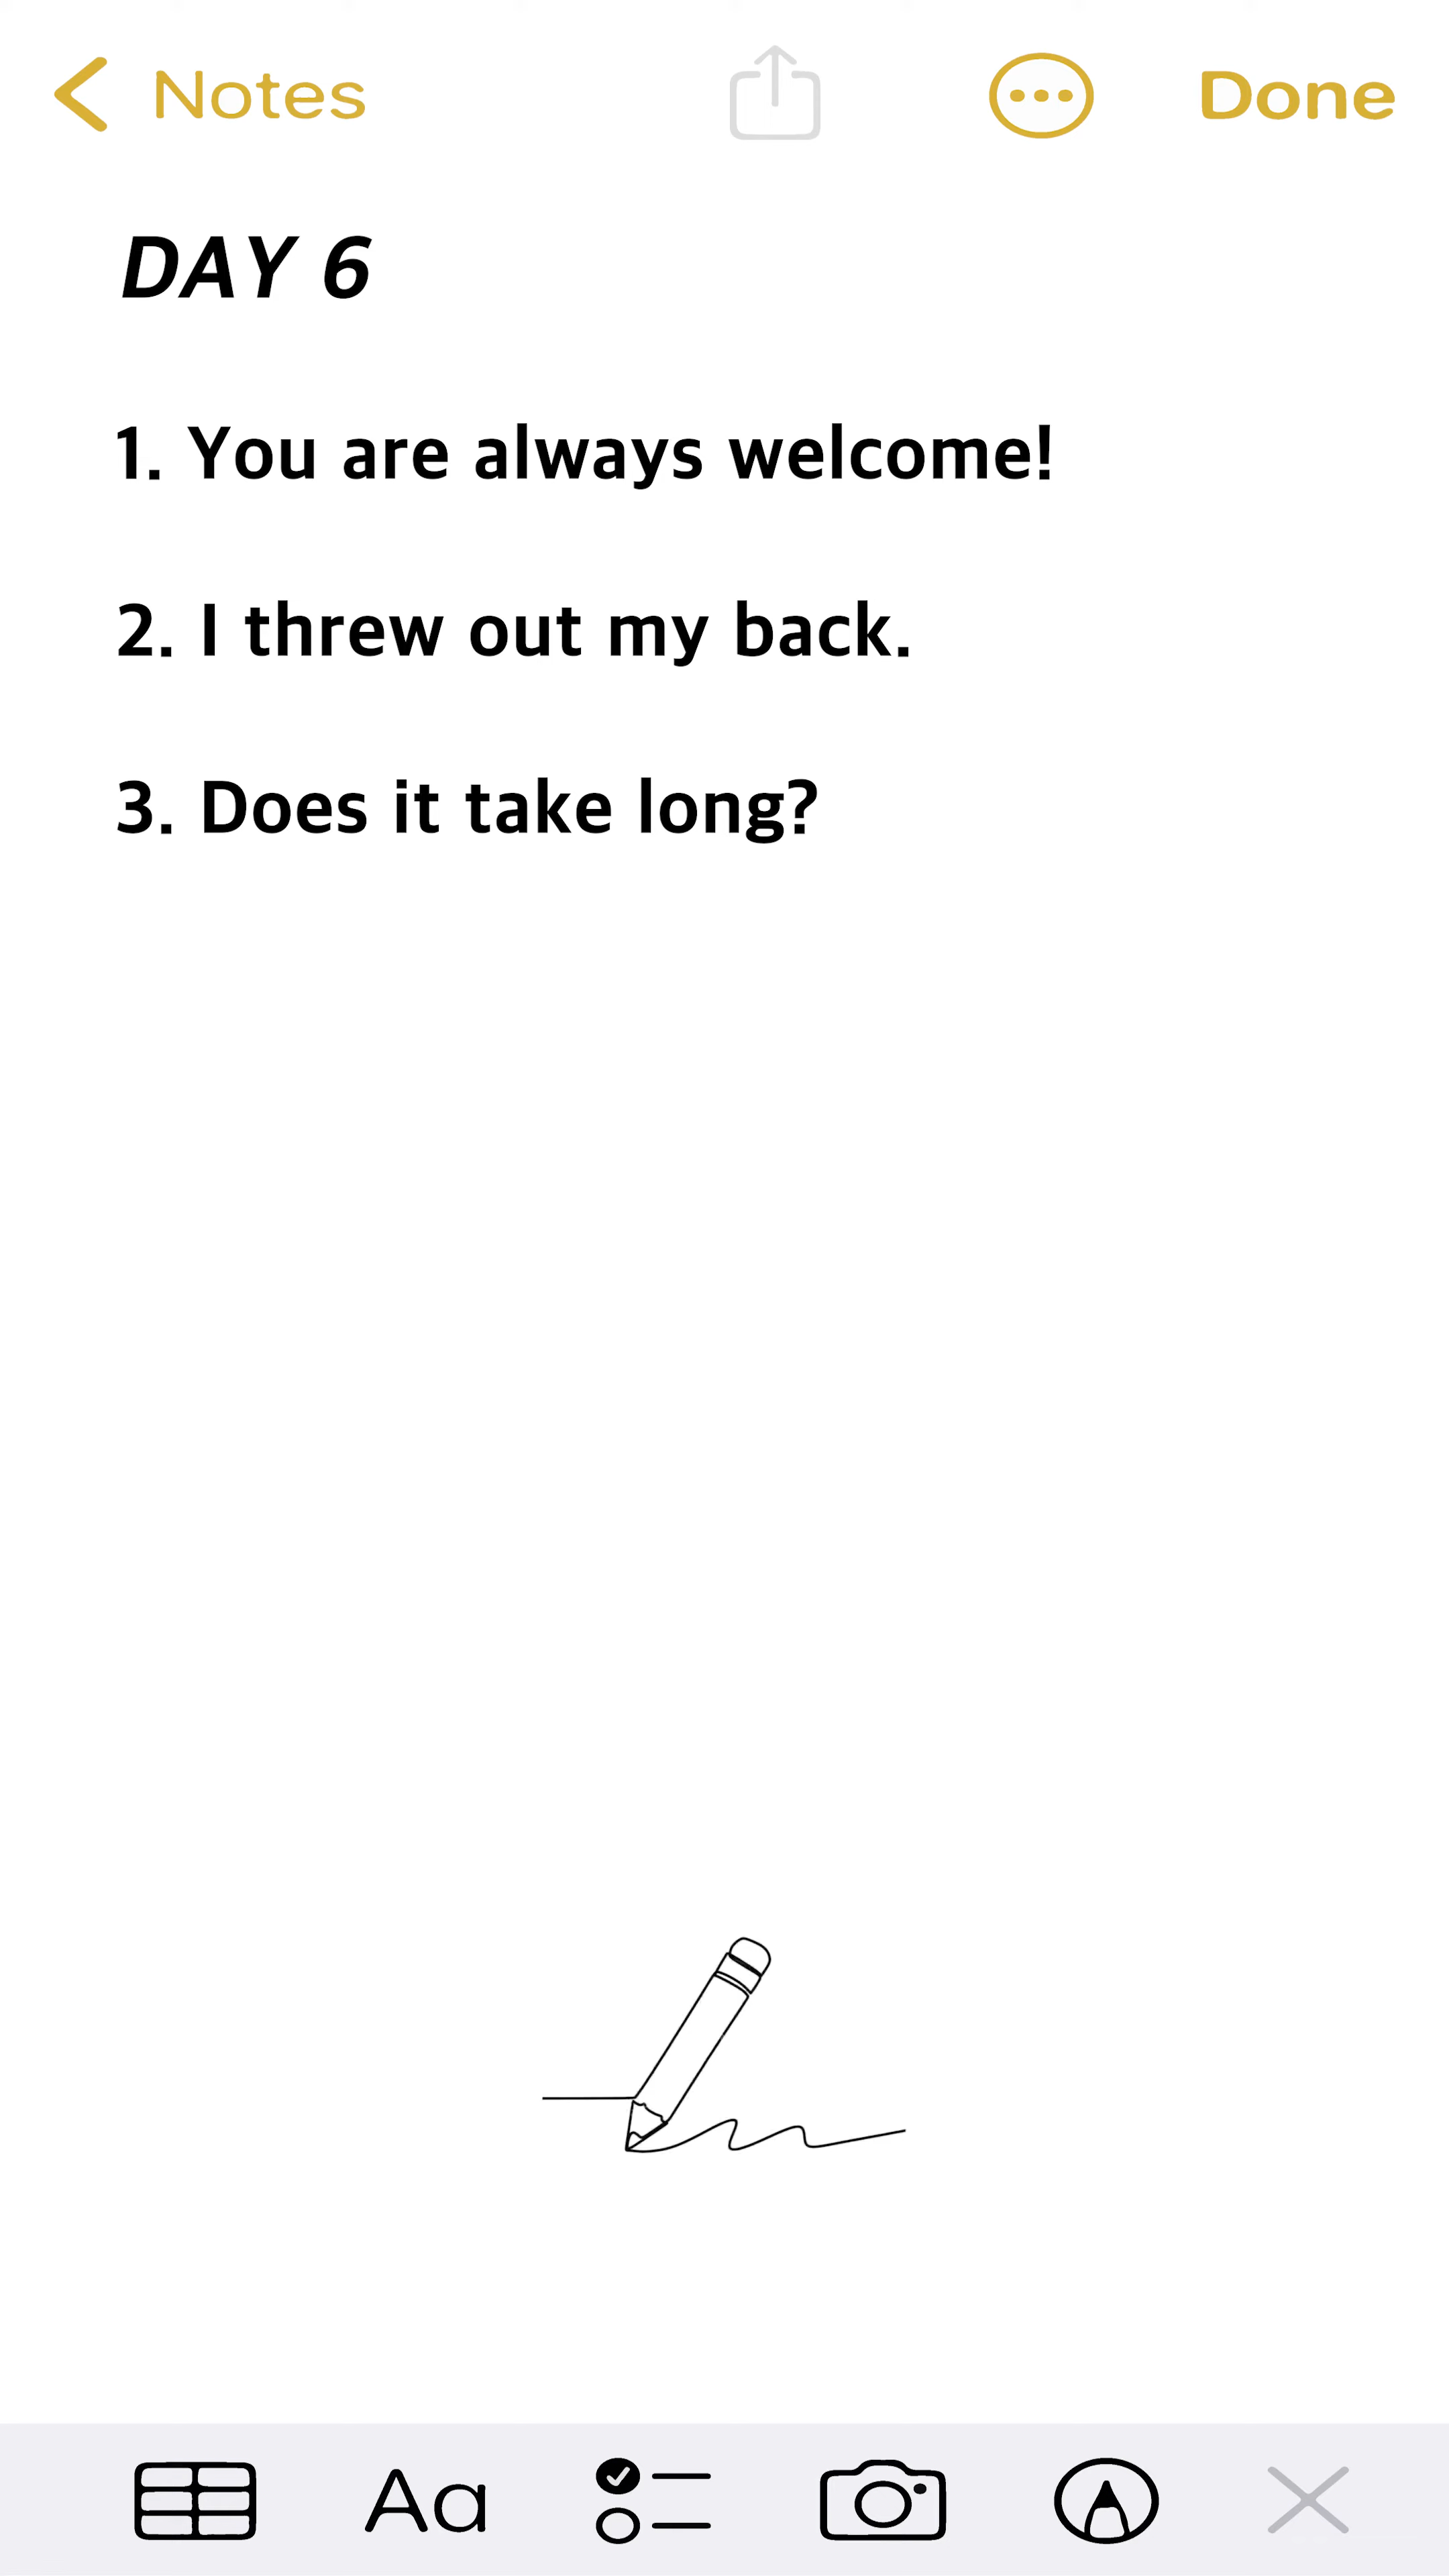 Notes
Done
DAY 6
1. You are always welcome!
2. I threw out my back.
3. Does it take long?
Aa